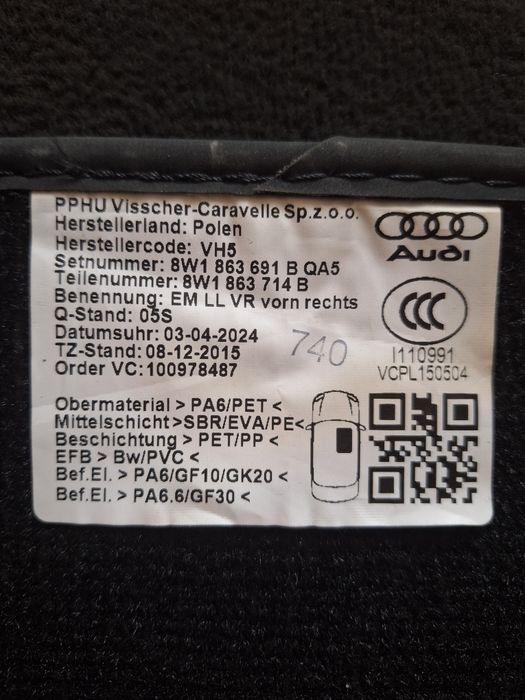 PPHU Visscher-Caravelle Sp.z.o.o.
Herstellerland: Polen
Herstellercode: VH5
Setnummer: 8W1 863 691 B QA5
Teilenummer: 8W1 863 714 B
Benennung: EM LL VR vorn rechts
Q-Stand: 05S
Datumsuhr: 03-04-2024
TZ-Stand: 08-12-2015
Order VC:100978487
740
Audi
CCC
I110991
VCPL150504
Obermaterial > PA6/PET <
Mittelschicht >SBR/EVA/PE<
Beschichtung > PET/PP <
EFB > Bw/PVC <
Bef.El. > PA6/GF10/GK20 <
Bef.El. > PA6.6/GF30 <